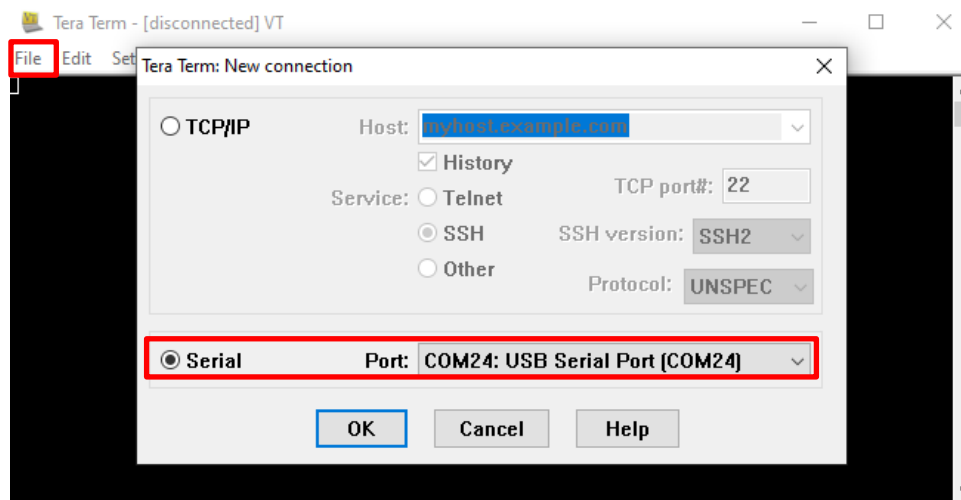 Tera Term - [disconnected] VT
File Edit Set
Tera Term: New connection
TCP/IP Host: myhost.example.com
History
Service: Telnet TCP port#: 22
SSH SSH version: SSH2
Other Protocol: UNSPEC
Serial Port: COM24: USB Serial Port (COM24)
OK Cancel Help